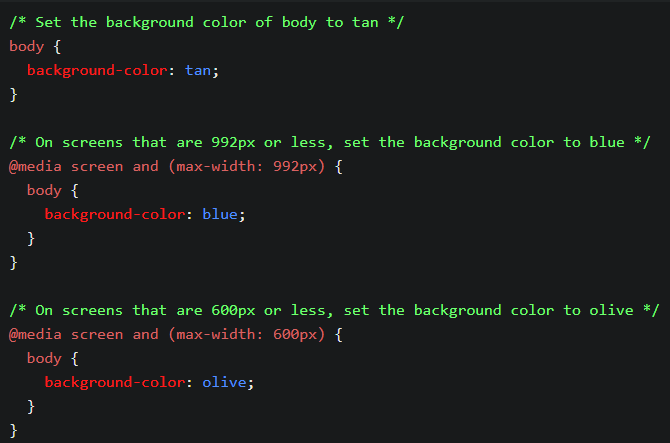 /* Set the background color of body to tan */
body {
  background-color: tan;
}

/* On screens that are 992px or less, set the background color to blue */
@media screen and (max-width: 992px) {
  body {
    background-color: blue;
  }
}

/* On screens that are 600px or less, set the background color to olive */
@media screen and (max-width: 600px) {
  body {
    background-color: olive;
  }
}